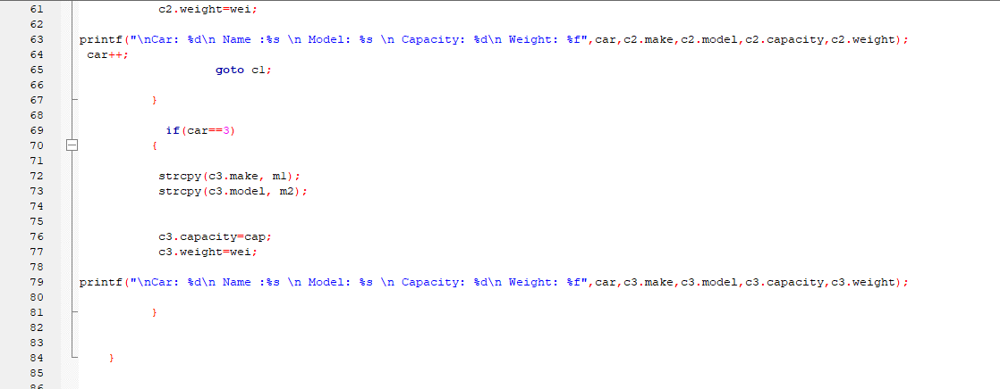 61 c2.weight=wei;
62
63 printf("\nCar: %d\n Name :%s \n Model: %s \n Capacity: %d\n Weight: %f",car,c2.make,c2.model,c2.capacity,c2.weight);
64 car++;
65 goto c1;
66
67 }
68
69 if(car==3)
70 {
71
72 strcpy(c3.make, m1);
73 strcpy(c3.model, m2);
74
75
76 c3.capacity=cap;
77 c3.weight=wei;
78
79 printf("\nCar: %d\n Name :%s \n Model: %s \n Capacity: %d\n Weight: %f",car,c3.make,c3.model,c3.capacity,c3.weight);
80
81 }
82
83
84 }
85
86